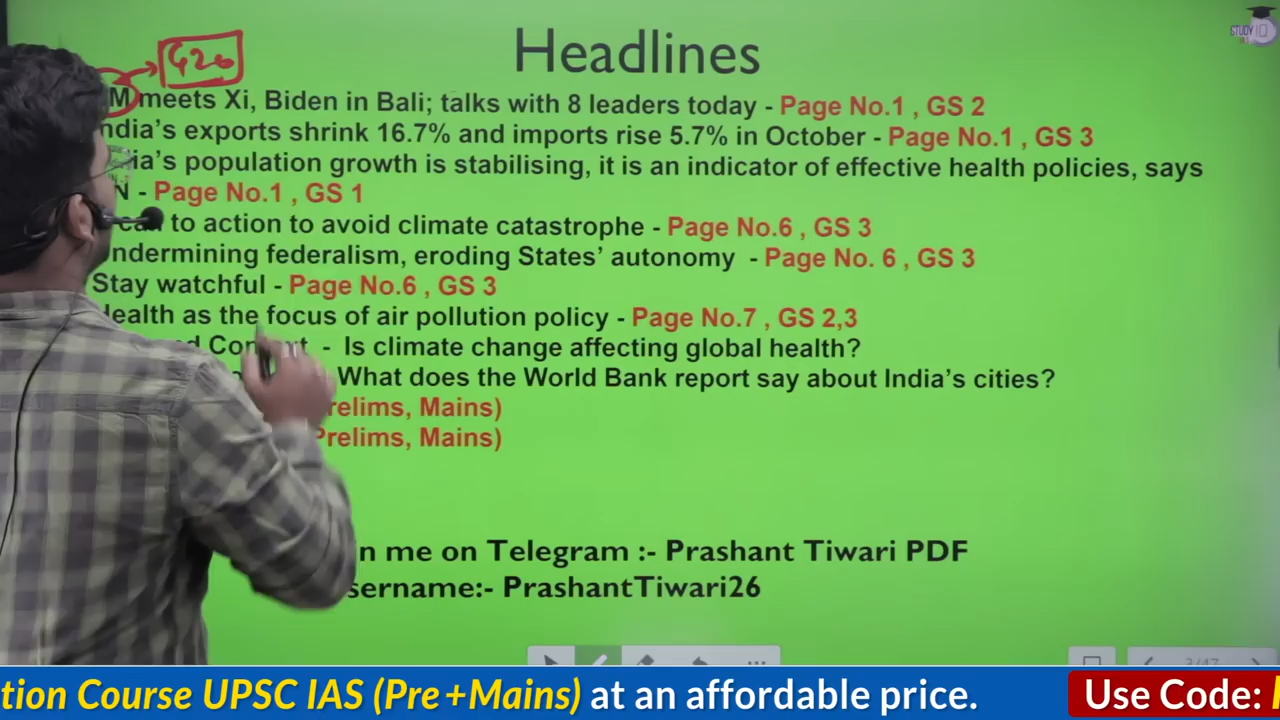 Headlines
G20
M meets Xi, Biden in Bali; talks with 8 leaders today - Page No.1 , GS 2
ndia's exports shrink 16.7% and imports rise 5.7% in October - Page No.1 , GS 3
ia's population growth is stabilising, it is an indicator of effective health policies, says
N - Page No.1 , GS 1
to action to avoid climate catastrophe - Page No.6 , GS 3
ndermining federalism, eroding States' autonomy - Page No. 6 , GS 3
Stay watchful - Page No.6 , GS 3
ealth as the focus of air pollution policy - Page No.7 , GS 2,3
- Is climate change affecting global health?
What does the World Bank report say about India's cities?
relims, Mains)
Prelims, Mains)
n me on Telegram :- Prashant Tiwari PDF
sername:- PrashantTiwari26
3/47
tion Course UPSC IAS (Pre+Mains) at an affordable price. Use Code:
STUDY IQ